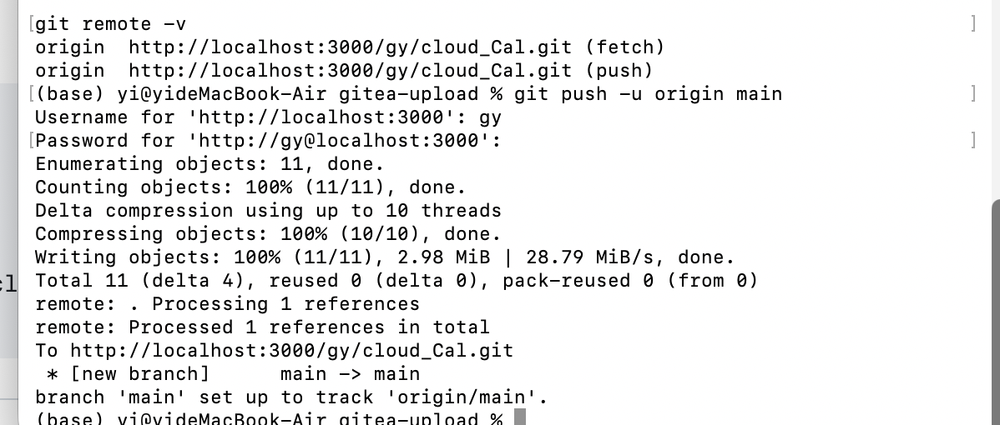 [git remote -v ]
origin  http://localhost:3000/gy/cloud_Cal.git (fetch)
origin  http://localhost:3000/gy/cloud_Cal.git (push)
[(base) yi@yideMacBook-Air gitea-upload % git push -u origin main ]
Username for 'http://localhost:3000': gy
[Password for 'http://gy@localhost:3000': ]
Enumerating objects: 11, done.
Counting objects: 100% (11/11), done.
Delta compression using up to 10 threads
Compressing objects: 100% (10/10), done.
Writing objects: 100% (11/11), 2.98 MiB | 28.79 MiB/s, done.
Total 11 (delta 4), reused 0 (delta 0), pack-reused 0 (from 0)
remote: . Processing 1 references
remote: Processed 1 references in total
To http://localhost:3000/gy/cloud_Cal.git
 * [new branch]      main -> main
branch 'main' set up to track 'origin/main'.
(base) yi@yideMacBook-Air gitea-upload %